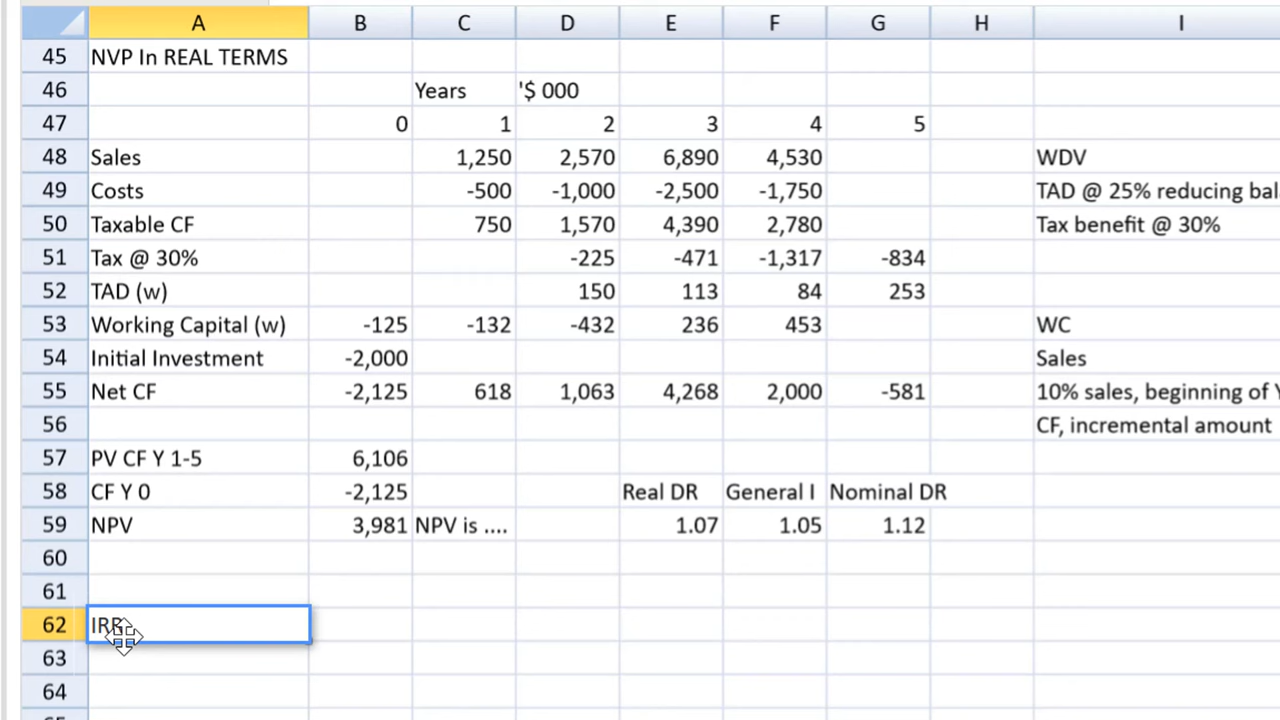 A B C D E F G H I
45 NVP In REAL TERMS
46 Years '$ 000
47 0 1 2 3 4 5
48 Sales 1,250 2,570 6,890 4,530 WDV
49 Costs -500 -1,000 -2,500 -1,750 TAD @ 25% reducing bal
50 Taxable CF 750 1,570 4,390 2,780 Tax benefit @ 30%
51 Tax @ 30% -225 -471 -1,317 -834
52 TAD (w) 150 113 84 253
53 Working Capital (w) -125 -132 -432 236 453 WC
54 Initial Investment -2,000 Sales
55 Net CF -2,125 618 1,063 4,268 2,000 -581 10% sales, beginning of Y
56 CF, incremental amount
57 PV CF Y 1-5 6,106
58 CF Y 0 -2,125 Real DR General I Nominal DR
59 NPV 3,981 NPV is .... 1.07 1.05 1.12
60
61
62 IRR
63
64